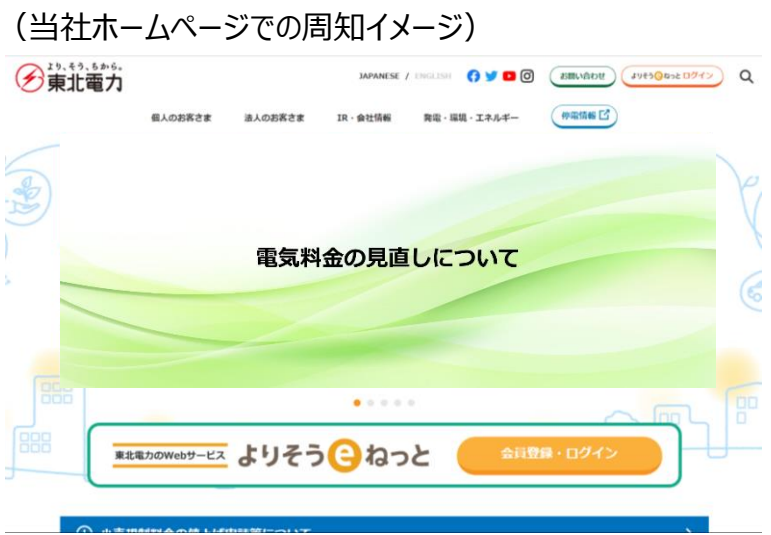 （当社ホームページでの周知イメージ）
より、そう、ちから。
東北電力
JAPANESE / ENGLISH
お問い合わせ
よりそうeねっと ログイン
個人のお客さま
法人のお客さま
IR・会社情報
発電・環境・エネルギー
停電情報
電気料金の見直しについて
東北電力のWebサービス
よりそうeねっと
会員登録・ログイン